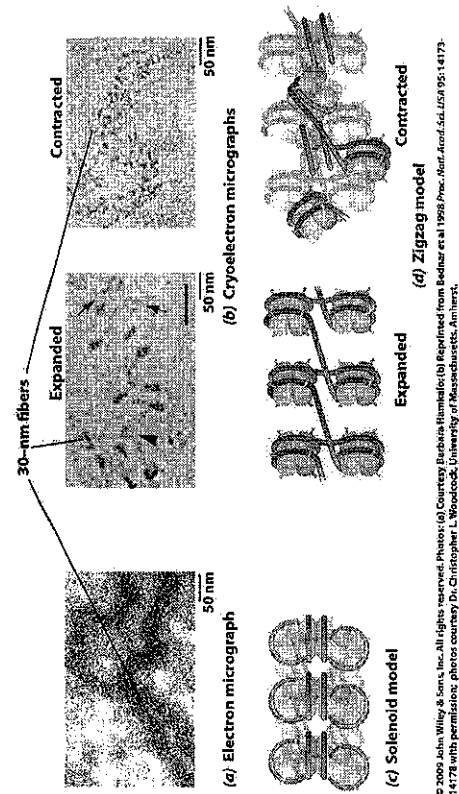 30-nm fibers
Expanded
Contracted
50 nm
50 nm
50 nm
(a) Electron micrograph
(b) Cryoelectron micrographs
Expanded
Contracted
(c) Solenoid model
(d) Zigzag model
© 2009 John Wiley & Sons, Inc. All rights reserved. Photos: (a) Courtesy Barbara Hamkalo; (b) Reprinted from Bednar et al 1998 Proc. Natl. Acad. Sci. USA 95: 14173-
14178 with permission; photos courtesy Dr. Christopher L. Woodcock, University of Massachusetts, Amherst.